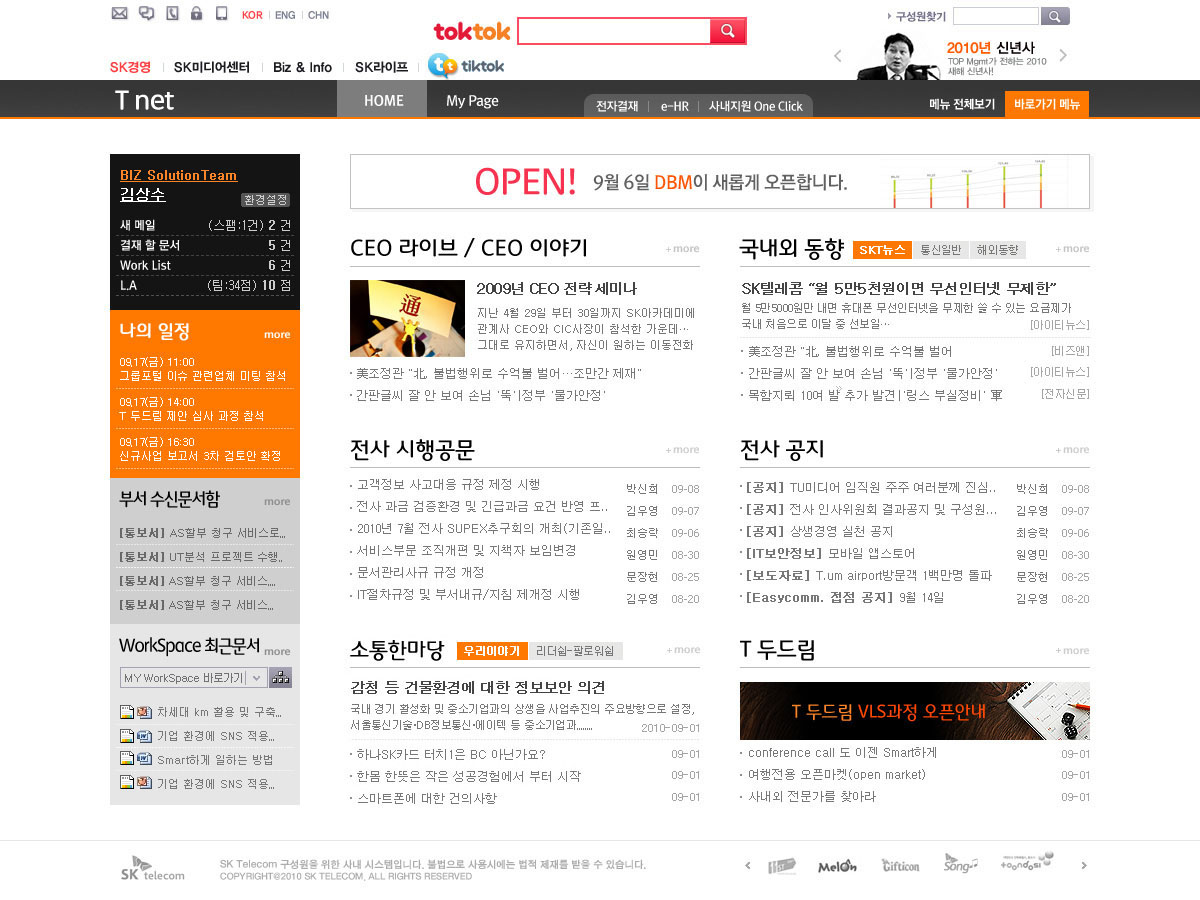 KOR | ENG | CHN
toktok
구성원찾기
SK경영 | SK미디어센터 | Biz & Info | SK라이프 | tiktok
2010년 신년사
TOP Mgmt가 전하는 2010
새해 신년사!
T net
HOME
My Page
전자결재 | e-HR | 사내지원 One Click
메뉴 전체보기
바로가기 메뉴
BIZ SolutionTeam
김상수
환경설정
새 메일 (스팸:1건) 2 건
결재 할 문서 5 건
Work List 6 건
L.A (팀:34점) 10 점
나의 일정 more
09.17(금) 11:00
그룹포털 이슈 관련업체 미팅 참석
09.17(금) 14:00
T 두드림 제안 심사 과정 참석
09.17(금) 16:30
신규사업 보고서 3차 검토안 확정
부서 수신문서함 more
[통보서] AS할부 청구 서비스로...
[통보서] UT분석 프로젝트 수행..
[통보서] AS할부 청구 서비스....
[통보서] AS할부 청구 서비스...
WorkSpace 최근문서 more
MY WorkSpace 바로가기
차세대 km 활용 및 구축...
기업 환경에 SNS 적용...
Smart하게 일하는 방법
기업 환경에 SNS 적용...
OPEN! 9월 6일 DBM이 새롭게 오픈합니다.
CEO 라이브 / CEO 이야기 + more
通
2009년 CEO 전략 세미나
지난 4월 29일 부터 30일까지 SK아카데미에
관계사 CEO와 CIC사장이 참석한 가운데…
그대로 유지하면서, 자신이 원하는 이동전화
· 美조정관 "北, 불법행위로 수억불 벌어…조만간 제재"
· 간판글씨 잘 안 보여 손님 '뚝'|정부 '물가안정'
국내외 동향 SKT뉴스 통신일반 해외동향 + more
SK텔레콤 “월 5만5천원이면 무선인터넷 무제한”
월 5만5000원만 내면 휴대폰 무선인터넷을 무제한 쓸 수 있는 요금제가
국내 처음으로 이달 중 선보일… [아이티뉴스]
· 美조정관 "北, 불법행위로 수억불 벌어 [비즈앤]
· 간판글씨 잘 안 보여 손님 '뚝'|정부 '물가안정' [아이티뉴스]
· 목함지뢰 10여 발 추가 발견|'링스 부실정비' 軍 [전자신문]
전사 시행공문 + more
· 고객정보 사고대응 규정 제정 시행 박신희 09-08
· 전사 과금 검증환경 및 긴급과금 요건 반영 프.. 김우영 09-07
· 2010년 7월 전사 SUPEX추구회의 개최(기존일.. 최승락 09-06
· 서비스부문 조직개편 및 직책자 보임변경 원영민 08-30
· 문서관리사규 규정 개정 문장현 08-25
· IT절차규정 및 부서내규/지침 제개정 시행 김우영 08-20
전사 공지 + more
· [공지] TU미디어 임직원 주주 여러분께 진심.. 박신희 09-08
· [공지] 전사 인사위원회 결과공지 및 구성원... 김우영 09-07
· [공지] 상생경영 실천 공지 최승락 09-06
· [IT보안정보] 모바일 앱스토어 원영민 08-30
· [보도자료] T.um airport방문객 1백만명 돌파 문장현 08-25
· [Easycomm. 접점 공지] 9월 14일 김우영 08-20
소통한마당 우리이야기 리더쉽-팔로워쉽 + more
감청 등 건물환경에 대한 정보보안 의견
국내 경기 활성화 및 중소기업과의 상생을 사업추진의 주요방향으로 설정,
서울통신기술·DB정보통신·에이텍 등 중소기업과........ 2010-09-01
· 하나SK카드 터치1은 BC 아닌가요? 09-01
· 한몸 한뜻은 작은 성공경험에서 부터 시작 09-01
· 스마트폰에 대한 건의사항 09-01
T 두드림 + more
T 두드림 VLS과정 오픈안내
· conference call 도 이젠 Smart하게 09-01
· 여행전용 오픈마켓(open market) 09-01
· 사내외 전문가를 찾아라 09-01
SK telecom
SK Telecom 구성원을 위한 사내 시스템입니다. 불법으로 사용시에는 법적 제재를 받을 수 있습니다.
COPYRIGHT@2010 SK TELECOM, ALL RIGHTS RESERVED
MelOn
Gifticon
Song
toondosi